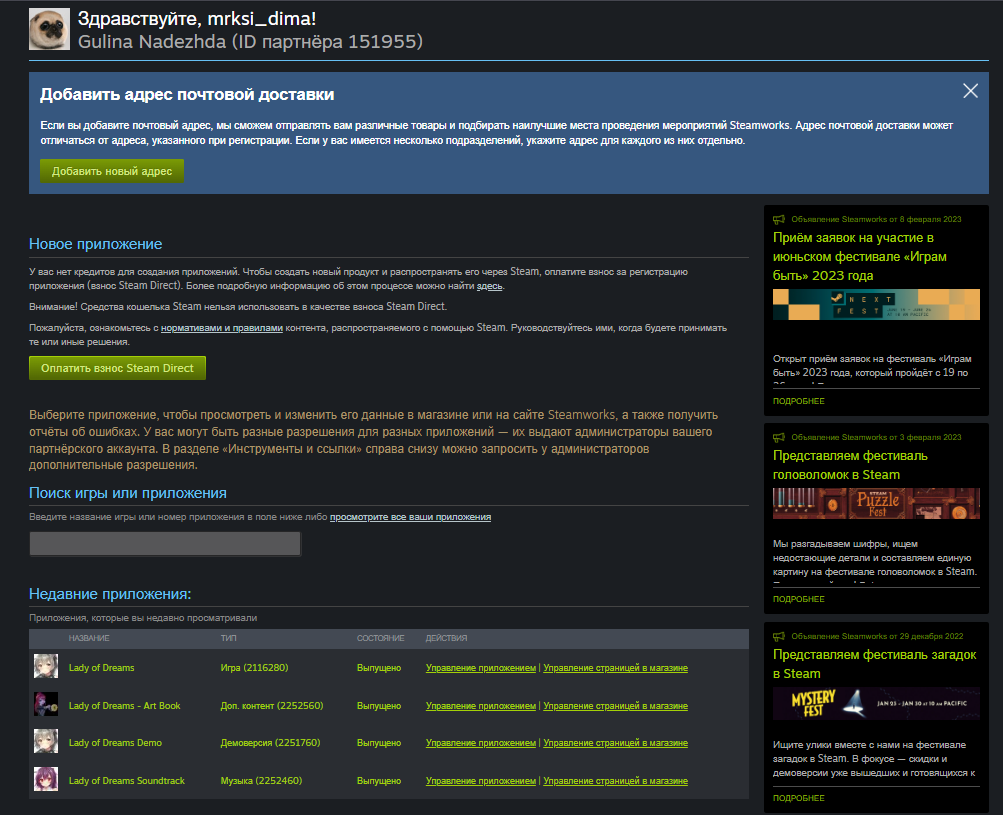 Здравствуйте, mrksi_dima!
Gulina Nadezhda (ID партнёра 151955)
Добавить адрес почтовой доставки
Если вы добавите почтовый адрес, мы сможем отправлять вам различные товары и подбирать наилучшие места проведения мероприятий Steamworks. Адрес почтовой доставки может
отличаться от адреса, указанного при регистрации. Если у вас имеется несколько подразделений, укажите адрес для каждого из них отдельно.
Добавить новый адрес
Новое приложение
У вас нет кредитов для создания приложений. Чтобы создать новый продукт и распространять его через Steam, оплатите взнос за регистрацию
приложения (взнос Steam Direct). Более подробную информацию об этом процессе можно найти здесь.
Внимание! Средства кошелька Steam нельзя использовать в качестве взноса Steam Direct.
Пожалуйста, ознакомьтесь с нормативами и правилами контента, распространяемого с помощью Steam. Руководствуйтесь ими, когда будете принимать
те или иные решения.
Оплатить взнос Steam Direct
Выберите приложение, чтобы просмотреть и изменить его данные в магазине или на сайте Steamworks, а также получить
отчёты об ошибках. У вас могут быть разные разрешения для разных приложений — их выдают администраторы вашего
партнёрского аккаунта. В разделе «Инструменты и ссылки» справа снизу можно запросить у администраторов
дополнительные разрешения.
Поиск игры или приложения
Введите название игры или номер приложения в поле ниже либо просмотрите все ваши приложения
Недавние приложения:
Приложения, которые вы недавно просматривали
НАЗВАНИЕ ТИП СОСТОЯНИЕ ДЕЙСТВИЯ
Lady of Dreams Игра (2116280) Выпущено Управление приложением | Управление страницей в магазине
Lady of Dreams - Art Book Доп. контент (2252560) Выпущено Управление приложением | Управление страницей в магазине
Lady of Dreams Demo Демоверсия (2251760) Выпущено Управление приложением | Управление страницей в магазине
Lady of Dreams Soundtrack Музыка (2252460) Выпущено Управление приложением | Управление страницей в магазине
Объявление Steamworks от 8 февраля 2023
Приём заявок на участие в
июньском фестивале «Играм
быть» 2023 года
NEXT
FEST
Открыт приём заявок на фестиваль «Играм
быть» 2023 года, который пройдёт с 19 по
ПОДРОБНЕЕ
Объявление Steamworks от 3 февраля 2023
Представляем фестиваль
головоломок в Steam
STEAM
Puzzle
Fest
Мы разгадываем шифры, ищем
недостающие детали и составляем единую
картину на фестивале головоломок в Steam.
ПОДРОБНЕЕ
Объявление Steamworks от 29 декабря 2022
Представляем фестиваль загадок
в Steam
MYSTERY
FEST
JAN 23 - JAN 30 at 10 AM PACIFIC
Ищите улики вместе с нами на фестивале
загадок в Steam. В фокусе — скидки и
демоверсии уже вышедших и готовящихся к
ПОДРОБНЕЕ